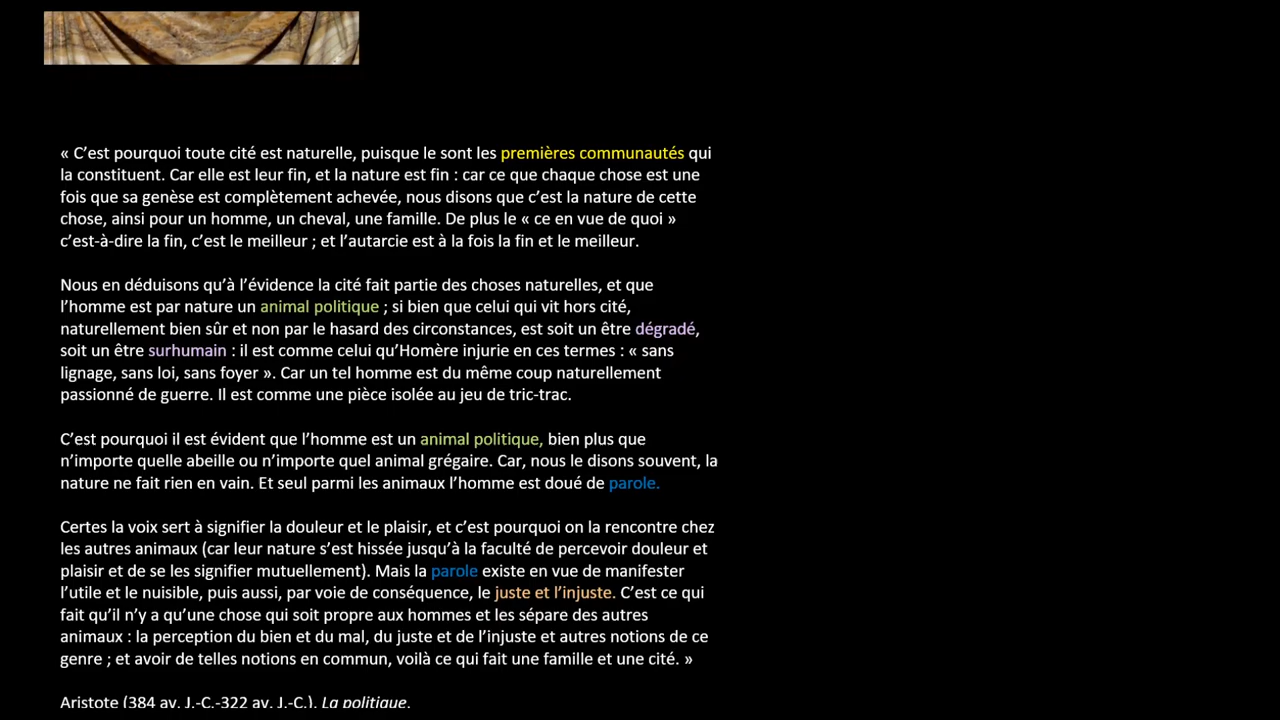 « C’est pourquoi toute cité est naturelle, puisque le sont les premières communautés qui
la constituent. Car elle est leur fin, et la nature est fin : car ce que chaque chose est une
fois que sa genèse est complètement achevée, nous disons que c’est la nature de cette
chose, ainsi pour un homme, un cheval, une famille. De plus le « ce en vue de quoi »
c’est-à-dire la fin, c’est le meilleur ; et l’autarcie est à la fois la fin et le meilleur.
Nous en déduisons qu’à l’évidence la cité fait partie des choses naturelles, et que
l’homme est par nature un animal politique ; si bien que celui qui vit hors cité,
naturellement bien sûr et non par le hasard des circonstances, est soit un être dégradé,
soit un être surhumain : il est comme celui qu’Homère injurie en ces termes : « sans
lignage, sans loi, sans foyer ». Car un tel homme est du même coup naturellement
passionné de guerre. Il est comme une pièce isolée au jeu de tric-trac.
C’est pourquoi il est évident que l’homme est un animal politique, bien plus que
n’importe quelle abeille ou n’importe quel animal grégaire. Car, nous le disons souvent, la
nature ne fait rien en vain. Et seul parmi les animaux l’homme est doué de parole.
Certes la voix sert à signifier la douleur et le plaisir, et c’est pourquoi on la rencontre chez
les autres animaux (car leur nature s’est hissée jusqu’à la faculté de percevoir douleur et
plaisir et de se les signifier mutuellement). Mais la parole existe en vue de manifester
l’utile et le nuisible, puis aussi, par voie de conséquence, le juste et l’injuste. C’est ce qui
fait qu’il n’y a qu’une chose qui soit propre aux hommes et les sépare des autres
animaux : la perception du bien et du mal, du juste et de l’injuste et autres notions de ce
genre ; et avoir de telles notions en commun, voilà ce qui fait une famille et une cité. »
Aristote (384 av. J.-C.-322 av. J.-C.). La politique.